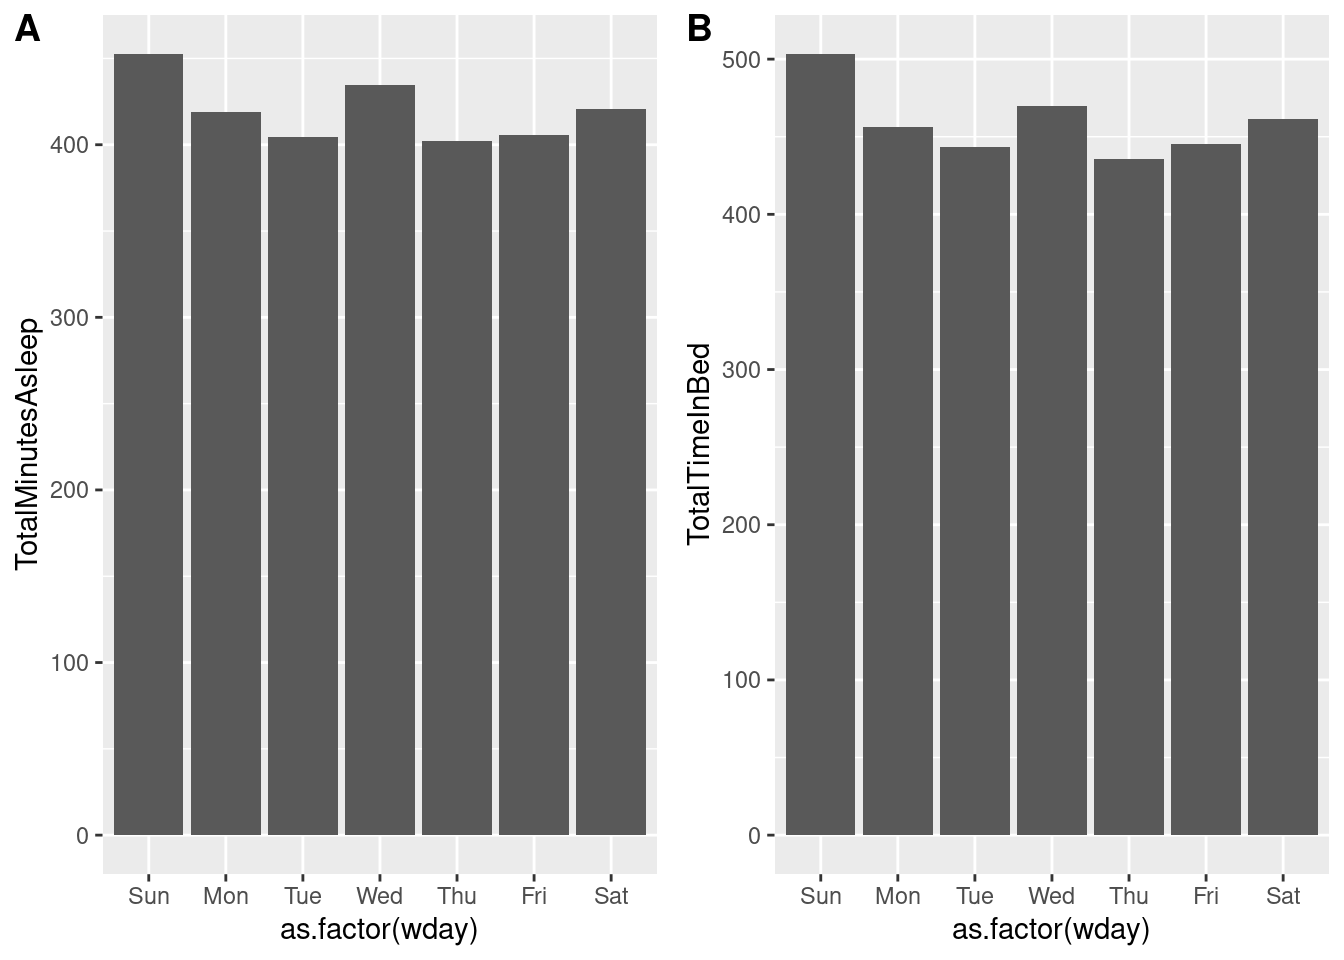 A
TotalMinutesAsleep
400
300
200
100
0
Sun Mon Tue Wed Thu Fri Sat
as.factor(wday)
B
TotalTimeInBed
500
400
300
200
100
0
Sun Mon Tue Wed Thu Fri Sat
as.factor(wday)